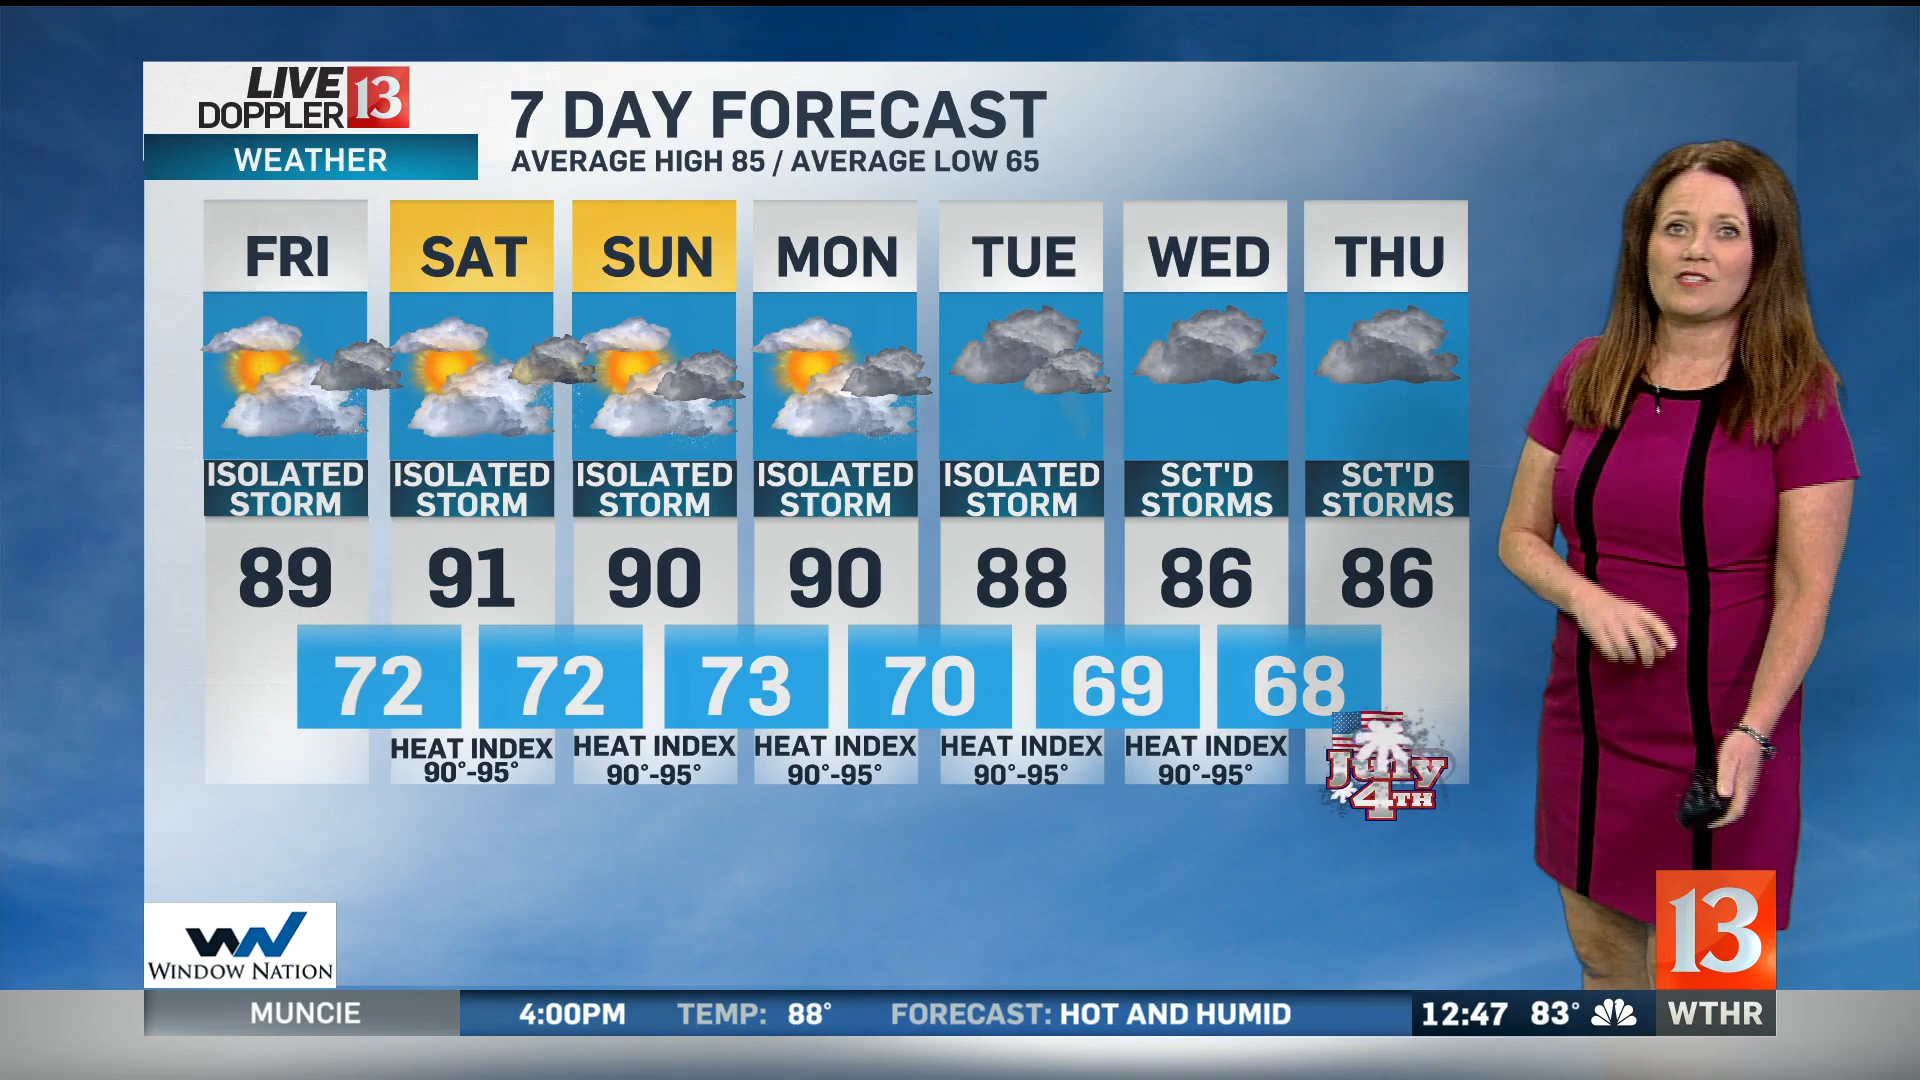 LIVE
DOPPLER 13
WEATHER
7 DAY FORECAST
AVERAGE HIGH 85 / AVERAGE LOW 65
FRI SAT SUN MON TUE WED THU
ISOLATED ISOLATED ISOLATED ISOLATED ISOLATED SCT'D SCT'D
STORM STORM STORM STORM STORM STORMS STORMS
89 91 90 90 88 86 86
72 72 73 70 69 68
HEAT INDEX HEAT INDEX HEAT INDEX HEAT INDEX HEAT INDEX
90°-95° 90°-95° 90°-95° 90°-95° 90°-95°
July
4TH
WINDOW NATION
13
MUNCIE 4:00PM TEMP: 88° FORECAST: HOT AND HUMID 12:47 83° WTHR